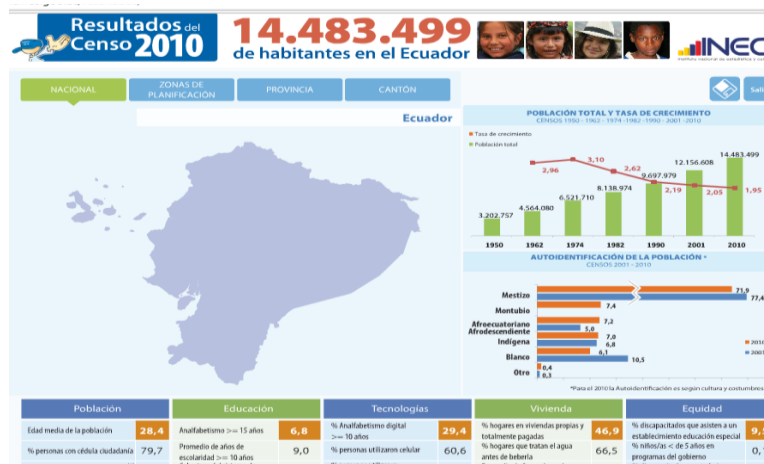 Resultados del
Censo 2010
14.483.499
de habitantes en el Ecuador
INEC
NACIONAL
ZONAS DE
PLANIFICACIÓN
PROVINCIA
CANTÓN
Ecuador
POBLACIÓN TOTAL Y TASA DE CRECIMIENTO
CENSOS 1950 - 1962 - 1974 -1982 -1990 - 2001 -2010
Tasa de crecimiento
Población total
2,96
3,10
2,62
2,19
2,05
1,95
3.202.757
4.564.080
6.521.710
8.138.974
9.697.979
12.156.608
14.483.499
1950 1962 1974 1982 1990 2001 2010
AUTOIDENTIFICACIÓN DE LA POBLACIÓN *
CENSOS 2001 - 2010
Mestizo 71,9
77,4
Montubio 7,4
Afroecuatoriano 7,2
Afrodescendiente 5,0
Indígena 7,0
6,8
Blanco 6,1
10,5
Otro 0,4
0,3
2010
2001
*Para el 2010 la Autoidentificación es según cultura y costumbres
Población
Edad media de la población 28,4
% personas con cédula ciudadanía 79,7
Educación
Analfabetismo >= 15 años 6,8
Promedio de años de
escolaridad >= 10 años 9,0
Tecnologías
% Analfabetismo digital
>= 10 años 29,4
% personas utilizaron celular 60,6
Vivienda
% hogares en viviendas propias y
totalmente pagadas 46,9
% hogares que tratan el agua
antes de beberla 66,5
Equidad
% discapacitados que asisten a un
establecimiento educación especial
% niños/as < de 5 años en
programas del gobierno